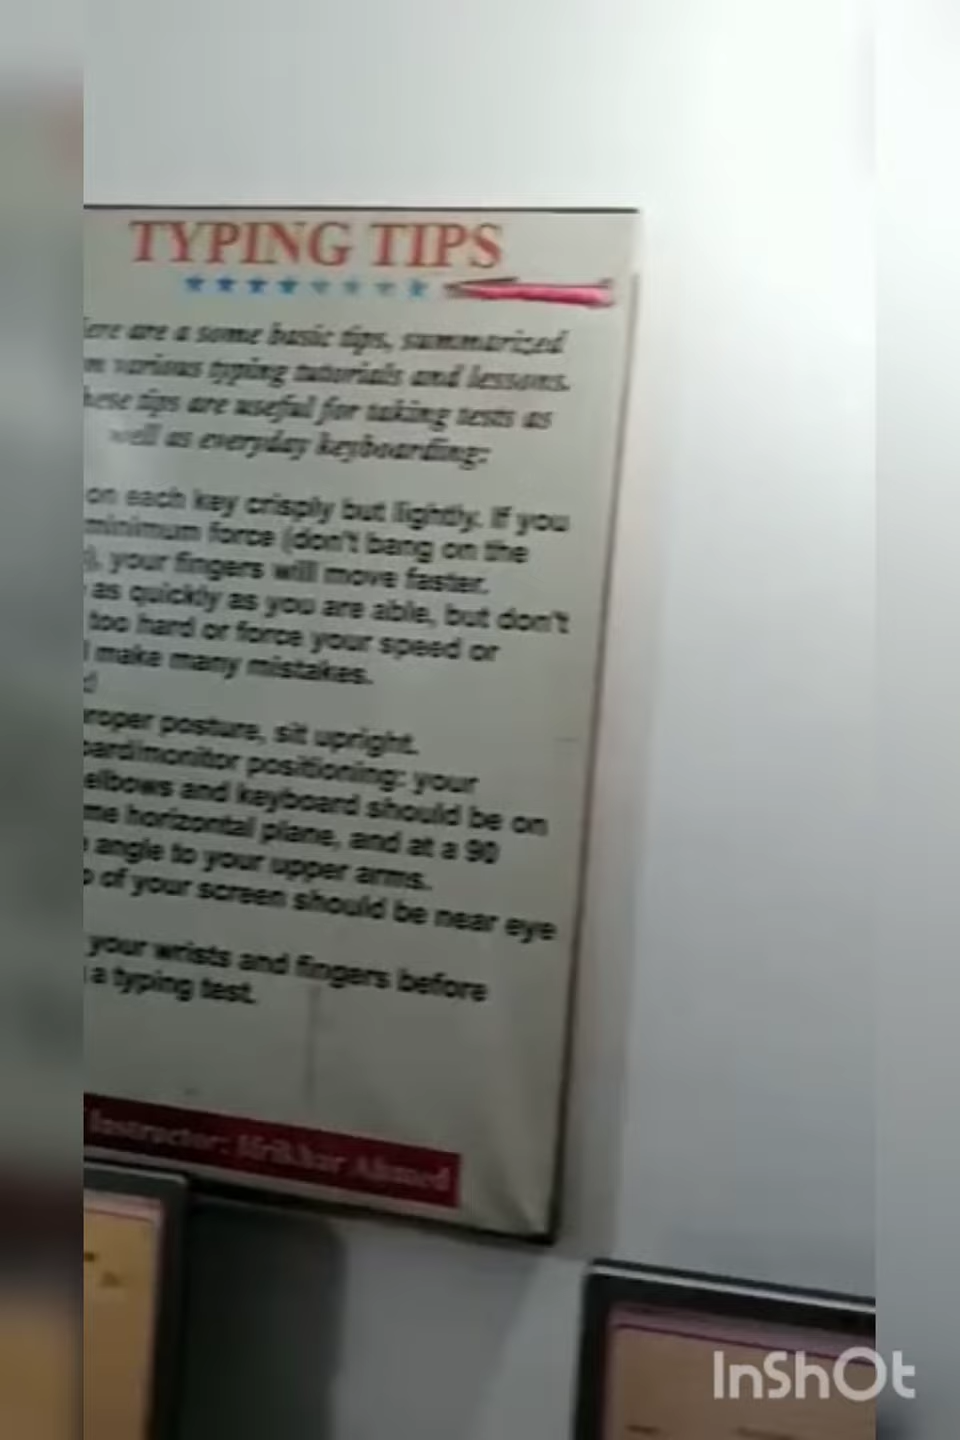 TYPING TIPS
ere are a some basic tips, summarized
m various typing tutorials and lessons.
hese tips are useful for taking tests as
well as everyday keyboarding:
on each key crisply but lightly. If you
minimum force (don't bang on the
), your fingers will move faster.
as quickly as you are able, but don't
too hard or force your speed or
make many mistakes.
roper posture, sit upright.
oard/monitor positioning: your
elbows and keyboard should be on
me horizontal plane, and at a 90
angle to your upper arms.
of your screen should be near eye
your wrists and fingers before
a typing test.
Instructor: Iftikhar Ahmed
InShOt